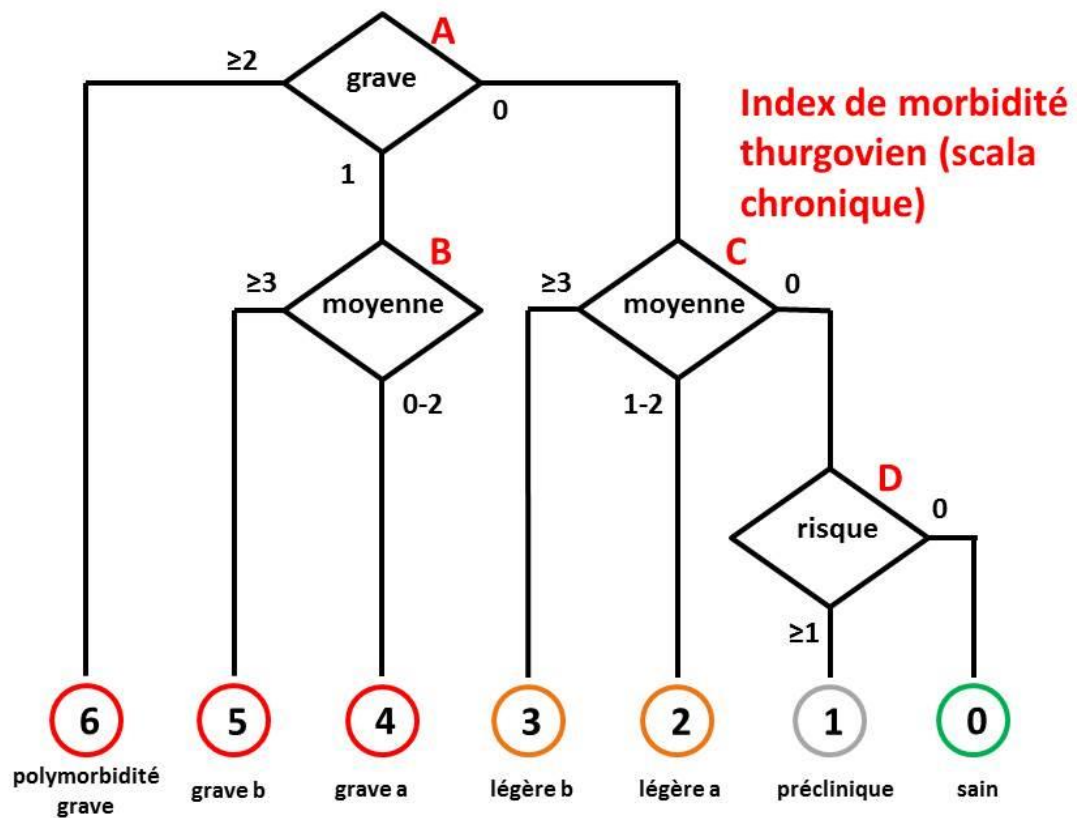 A
≥2
grave
0
Index de morbidité
thurgovien (scala
chronique)
1
B
C
≥3
moyenne
≥3
moyenne
0
0-2
1-2
D
0
risque
≥1
6
5
4
3
2
1
0
polymorbidité
grave
grave b
grave a
légère b
légère a
préclinique
sain